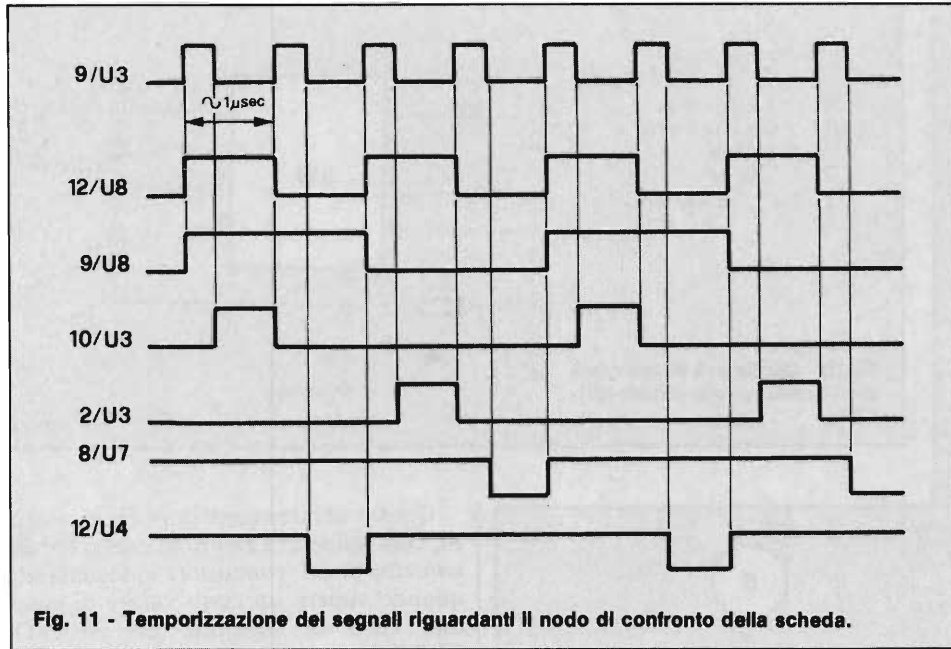 9/U3
∿ 1µsec
12/U8
9/U8
10/U3
2/U3
8/U7
12/U4
Fig. 11 - Temporizzazione dei segnali riguardanti il nodo di confronto della scheda.